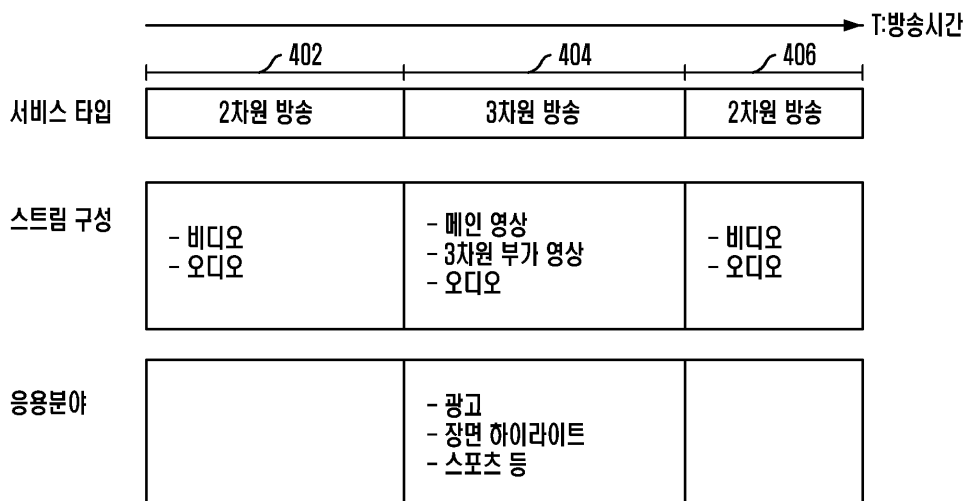 T:방송시간
402
404
406
서비스 타입
2차원 방송
3차원 방송
2차원 방송
스트림 구성
- 비디오
- 오디오
- 메인 영상
- 3차원 부가 영상
- 오디오
- 비디오
- 오디오
응용분야
- 광고
- 장면 하이라이트
- 스포츠 등